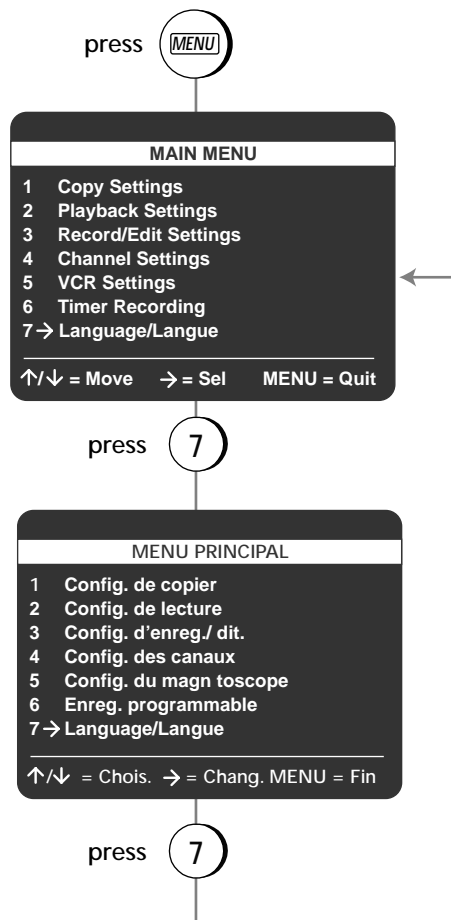 press MENU
MAIN MENU
1 Copy Settings
2 Playback Settings
3 Record/Edit Settings
4 Channel Settings
5 VCR Settings
6 Timer Recording
7→ Language/Langue
↑/↓ = Move → = Sel MENU = Quit
press 7
MENU PRINCIPAL
1 Config. de copier
2 Config. de lecture
3 Config. d'enreg./ dit.
4 Config. des canaux
5 Config. du magn toscope
6 Enreg. programmable
7→ Language/Langue
↑/↓ = Chois. → = Chang. MENU = Fin
press 7